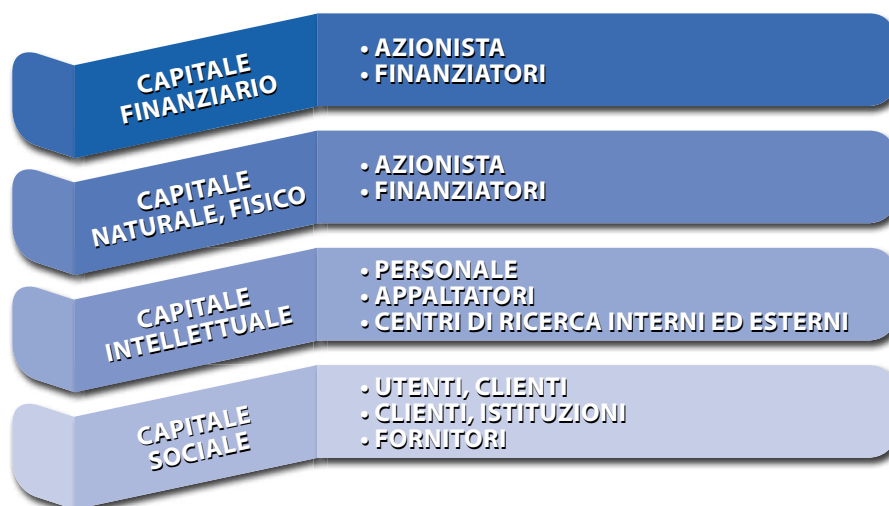 CAPITALE
FINANZIARIO
• AZIONISTA
• FINANZIATORI
CAPITALE
NATURALE, FISICO
• AZIONISTA
• FINANZIATORI
CAPITALE
INTELLETTUALE
• PERSONALE
• APPALTATORI
• CENTRI DI RICERCA INTERNI ED ESTERNI
CAPITALE
SOCIALE
• UTENTI, CLIENTI
• CLIENTI, ISTITUZIONI
• FORNITORI